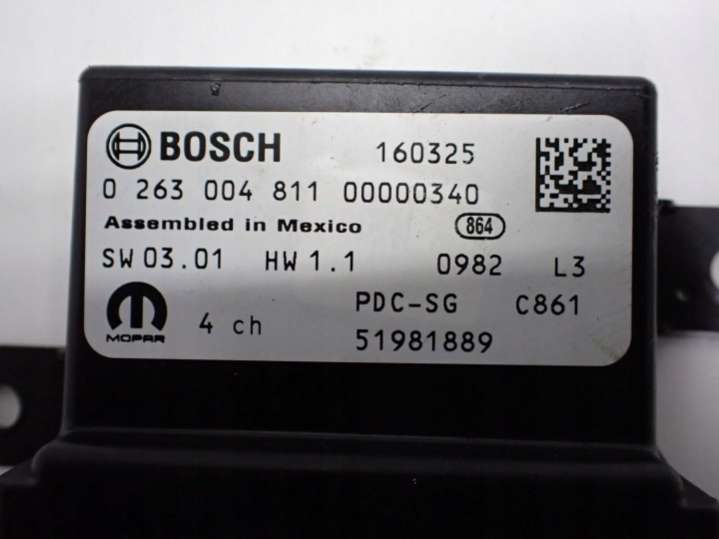 BOSCH 160325
0 263 004 811 00000340
Assembled in Mexico 864
SW 03.01 HW 1.1 0982 L3
PDC-SG C861
MOPAR 4 ch 51981889